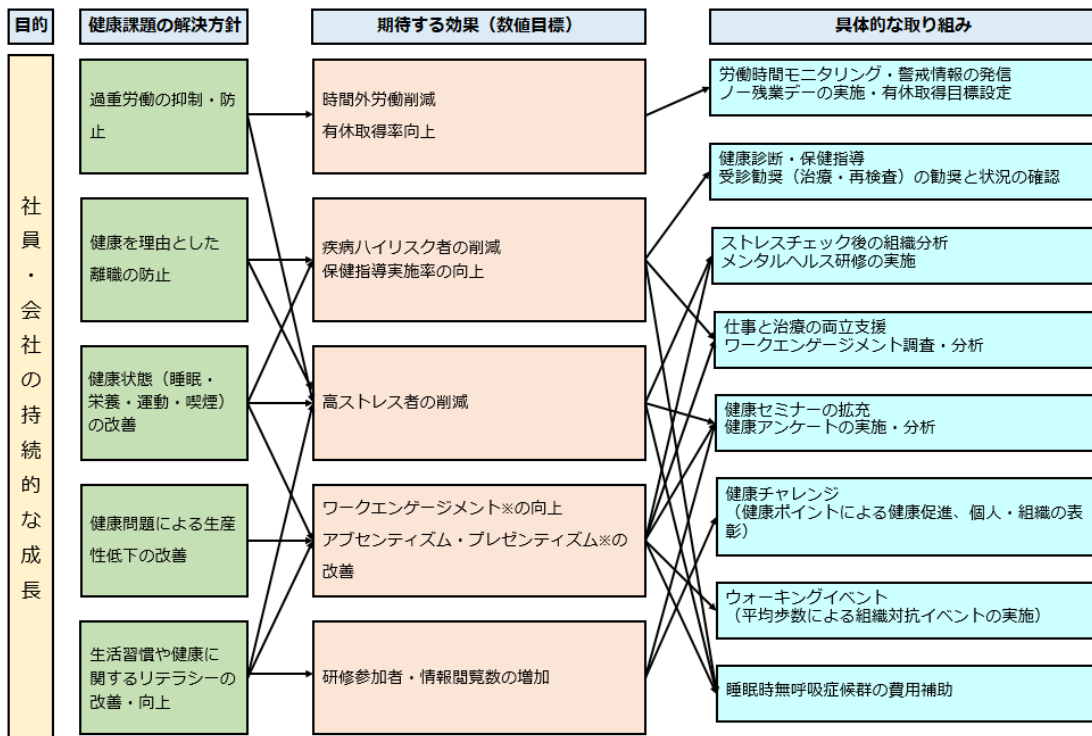 目的
健康課題の解決方針
期待する効果（数値目標）
具体的な取り組み
社員・会社の持続的な成長
過重労働の抑制・防
止
健康を理由とした
離職の防止
健康状態（睡眠・
栄養・運動・喫煙）
の改善
健康問題による生産
性低下の改善
生活習慣や健康に
関するリテラシーの
改善・向上
時間外労働削減
有休取得率向上
疾病ハイリスク者の削減
保健指導実施率の向上
高ストレス者の削減
ワークエンゲージメント※の向上
アブセンティズム・プレゼンティズム※の
改善
研修参加者・情報閲覧数の増加
労働時間モニタリング・警戒情報の発信
ノー残業デーの実施・有休取得目標設定
健康診断・保健指導
受診勧奨（治療・再検査）の勧奨と状況の確認
ストレスチェック後の組織分析
メンタルヘルス研修の実施
仕事と治療の両立支援
ワークエンゲージメント調査・分析
健康セミナーの拡充
健康アンケートの実施・分析
健康チャレンジ
（健康ポイントによる健康促進、個人・組織の表
彰）
ウォーキングイベント
（平均歩数による組織対抗イベントの実施）
睡眠時無呼吸症候群の費用補助